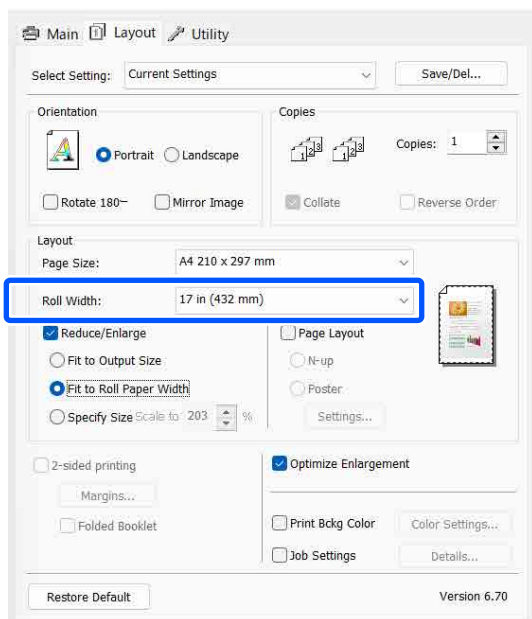 Main Layout Utility
Select Setting: Current Settings Save/Del...
Orientation
Portrait Landscape
Rotate 180° Mirror Image
Copies
Copies: 1
Collate Reverse Order
Layout
Page Size: A4 210 x 297 mm
Roll Width: 17 in (432 mm)
Reduce/Enlarge
Fit to Output Size
Fit to Roll Paper Width
Specify Size Scale to: 203 %
Page Layout
N-up
Poster
Settings...
2-sided printing
Margins...
Folded Booklet
Optimize Enlargement
Print Bckg Color Color Settings...
Job Settings Details...
Restore Default Version 6.70